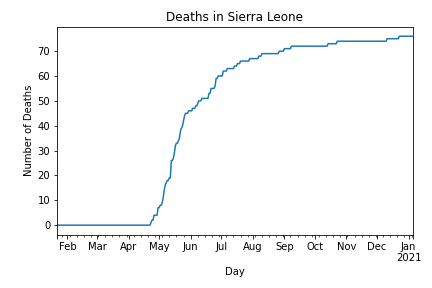 Deaths in Sierra Leone
Number of Deaths
70
60
50
40
30
20
10
0
Feb Mar Apr May Jun Jul Aug Sep Oct Nov Dec Jan
2021
Day